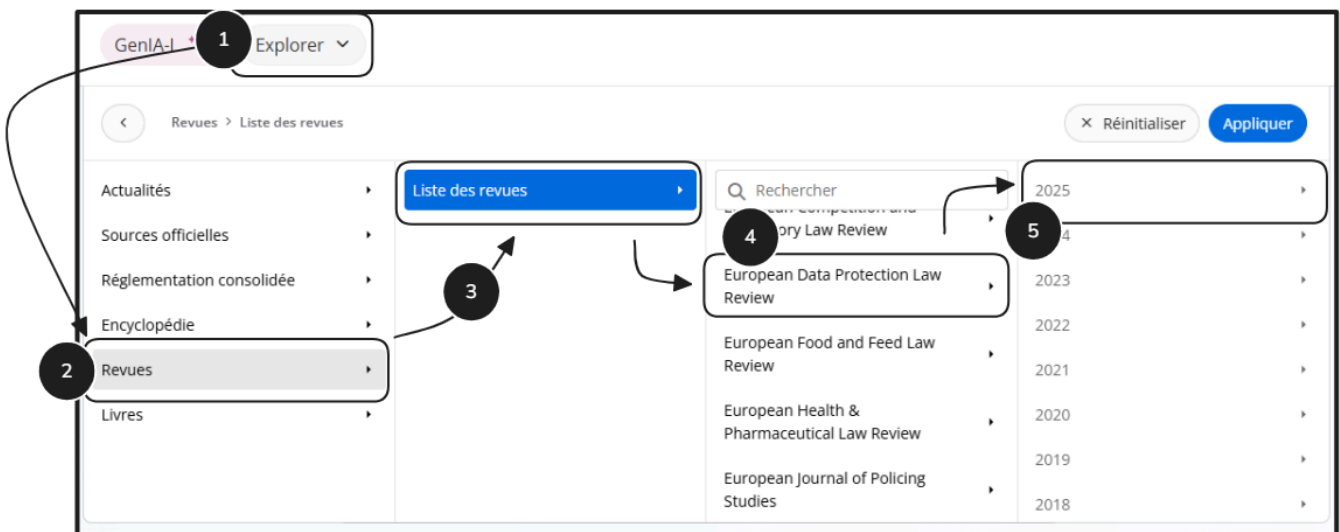 GenIA-L
1
Explorer
Revues > Liste des revues
× Réinitialiser
Appliquer
Actualités
Sources officielles
Réglementation consolidée
Encyclopédie
2
Revues
Livres
Liste des revues
3
Rechercher
European Competition and
ory Law Review
4
European Data Protection Law
Review
European Food and Feed Law
Review
European Health &
Pharmaceutical Law Review
European Journal of Policing
Studies
2025
5
4
2023
2022
2021
2020
2019
2018